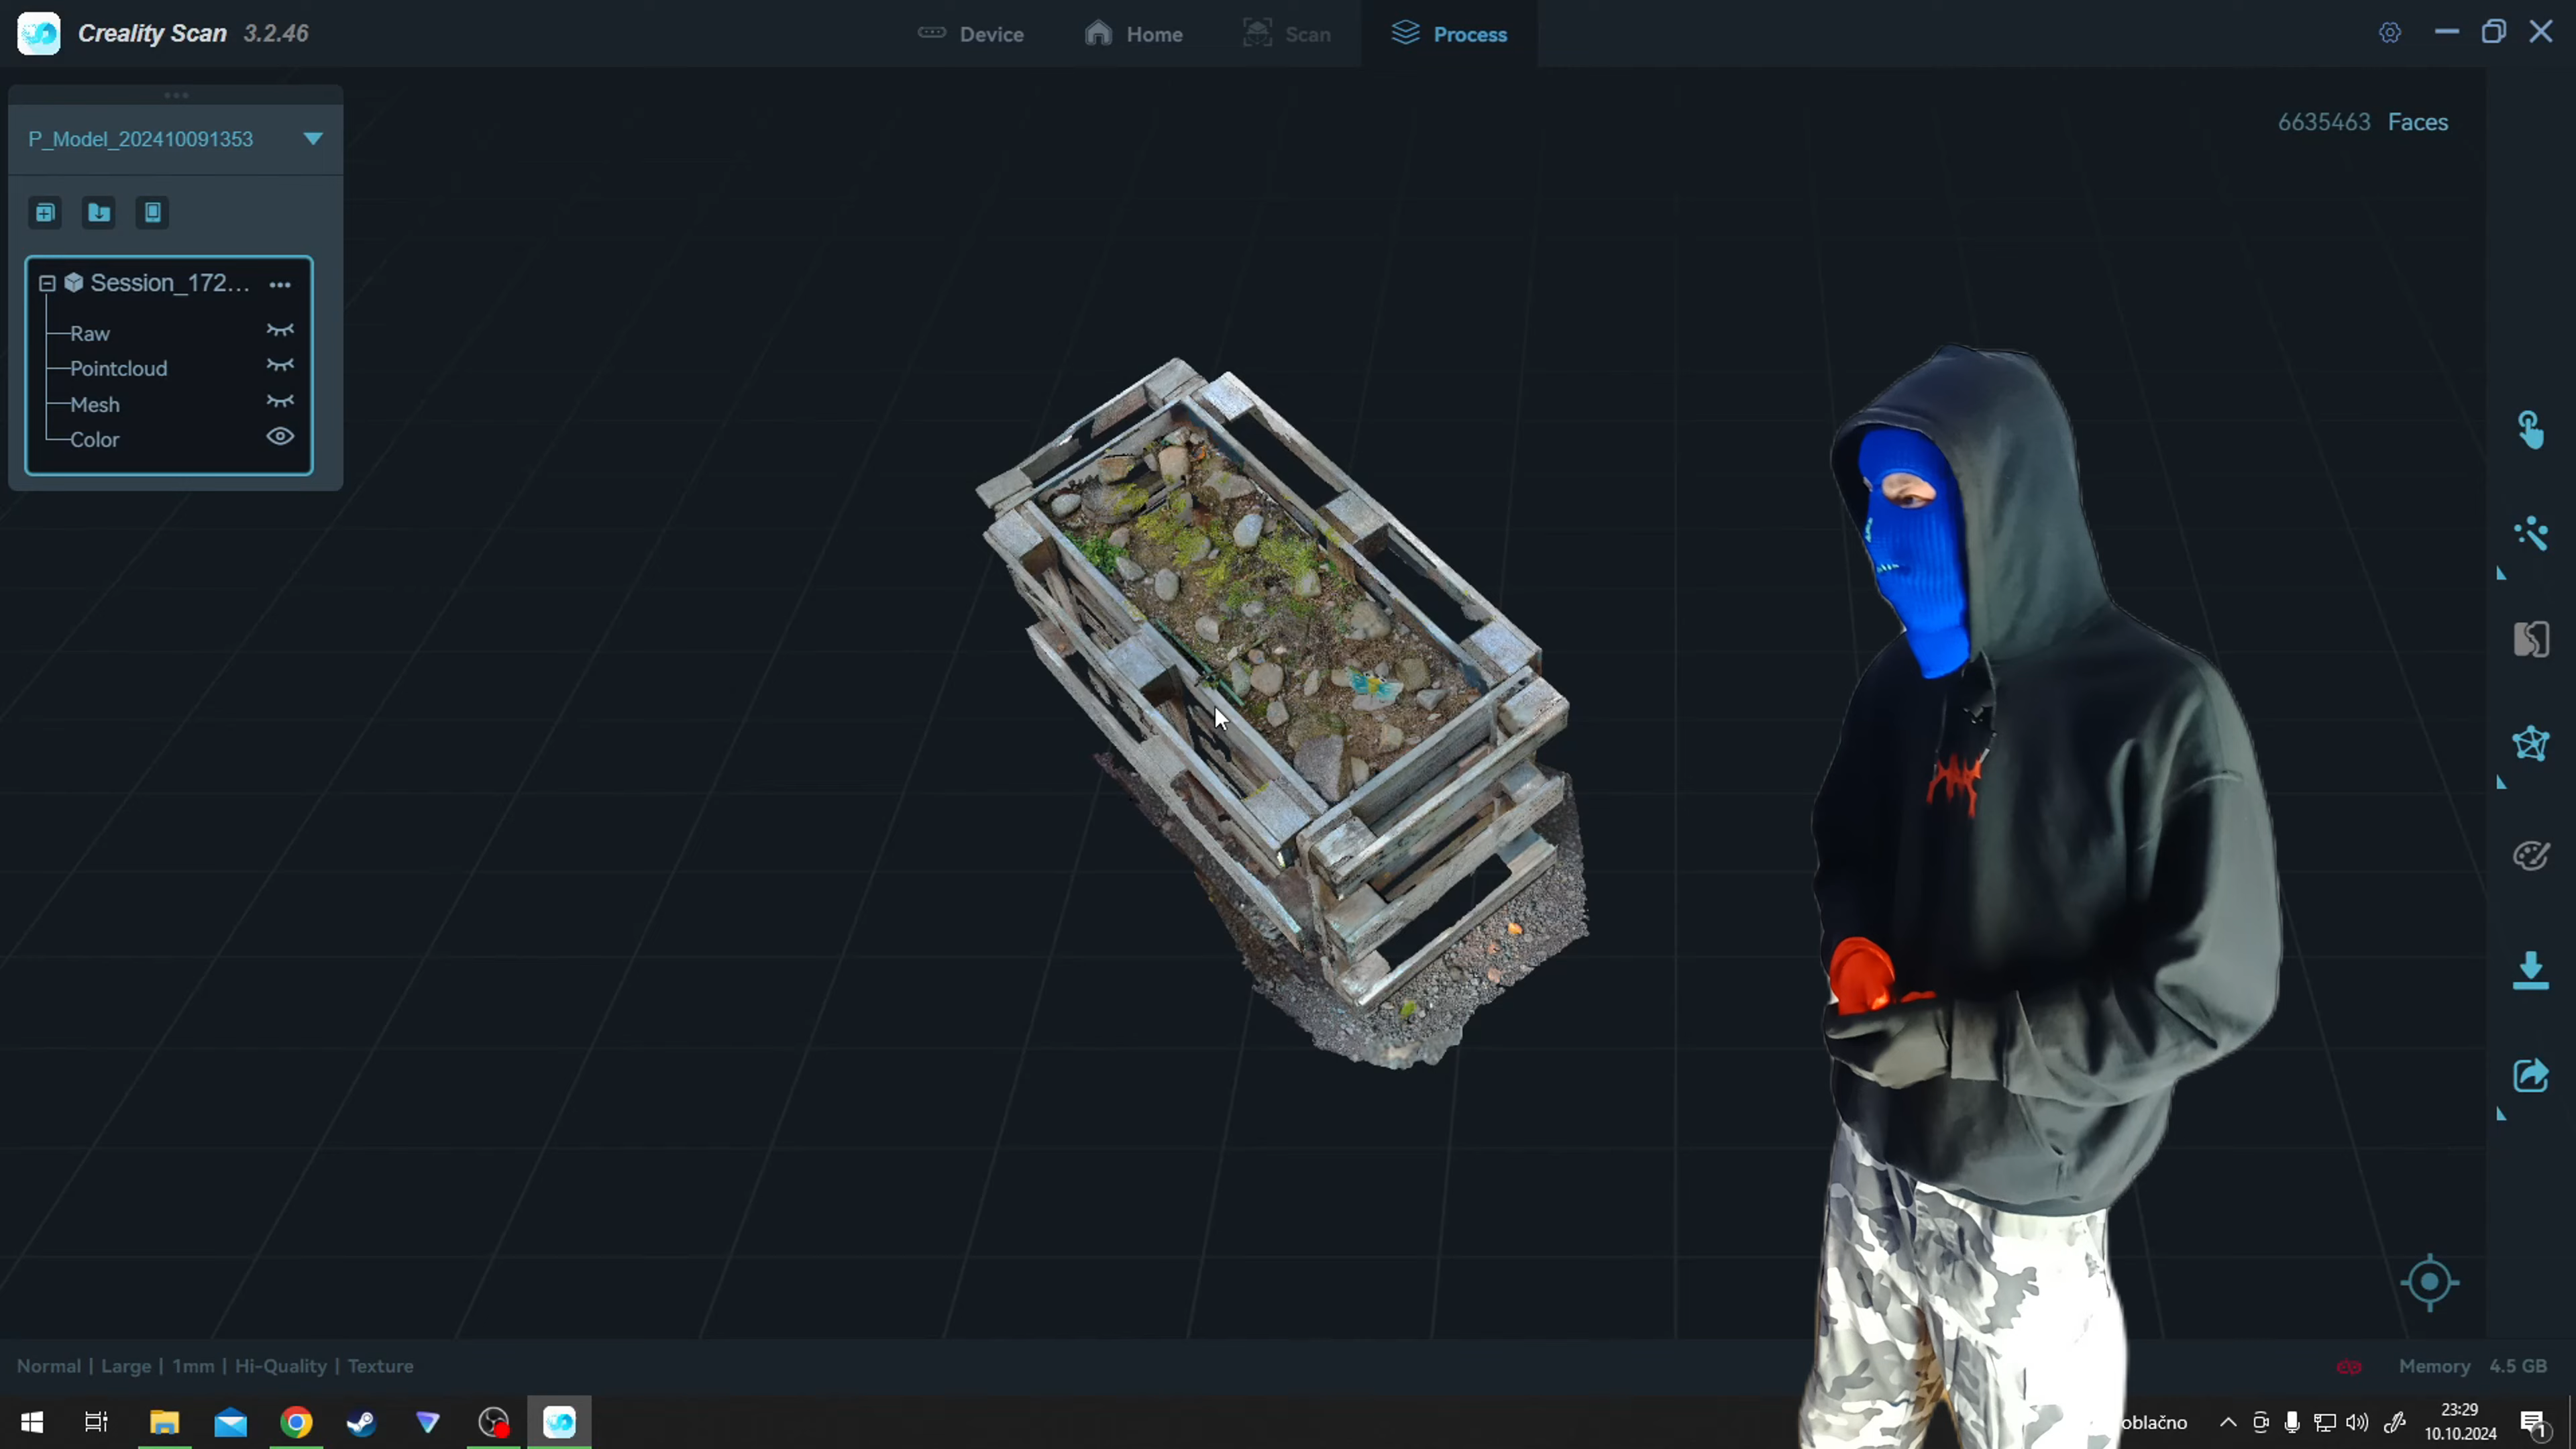 Creality Scan 3.2.46
Device
Home
Scan
Process
P_Model_202410091353
6635463 Faces
Session_172...
Raw
Pointcloud
Mesh
Color
Normal | Large | 1mm | Hi-Quality | Texture
Memory 4.5 GB
oblačno
23:29
10.10.2024
1